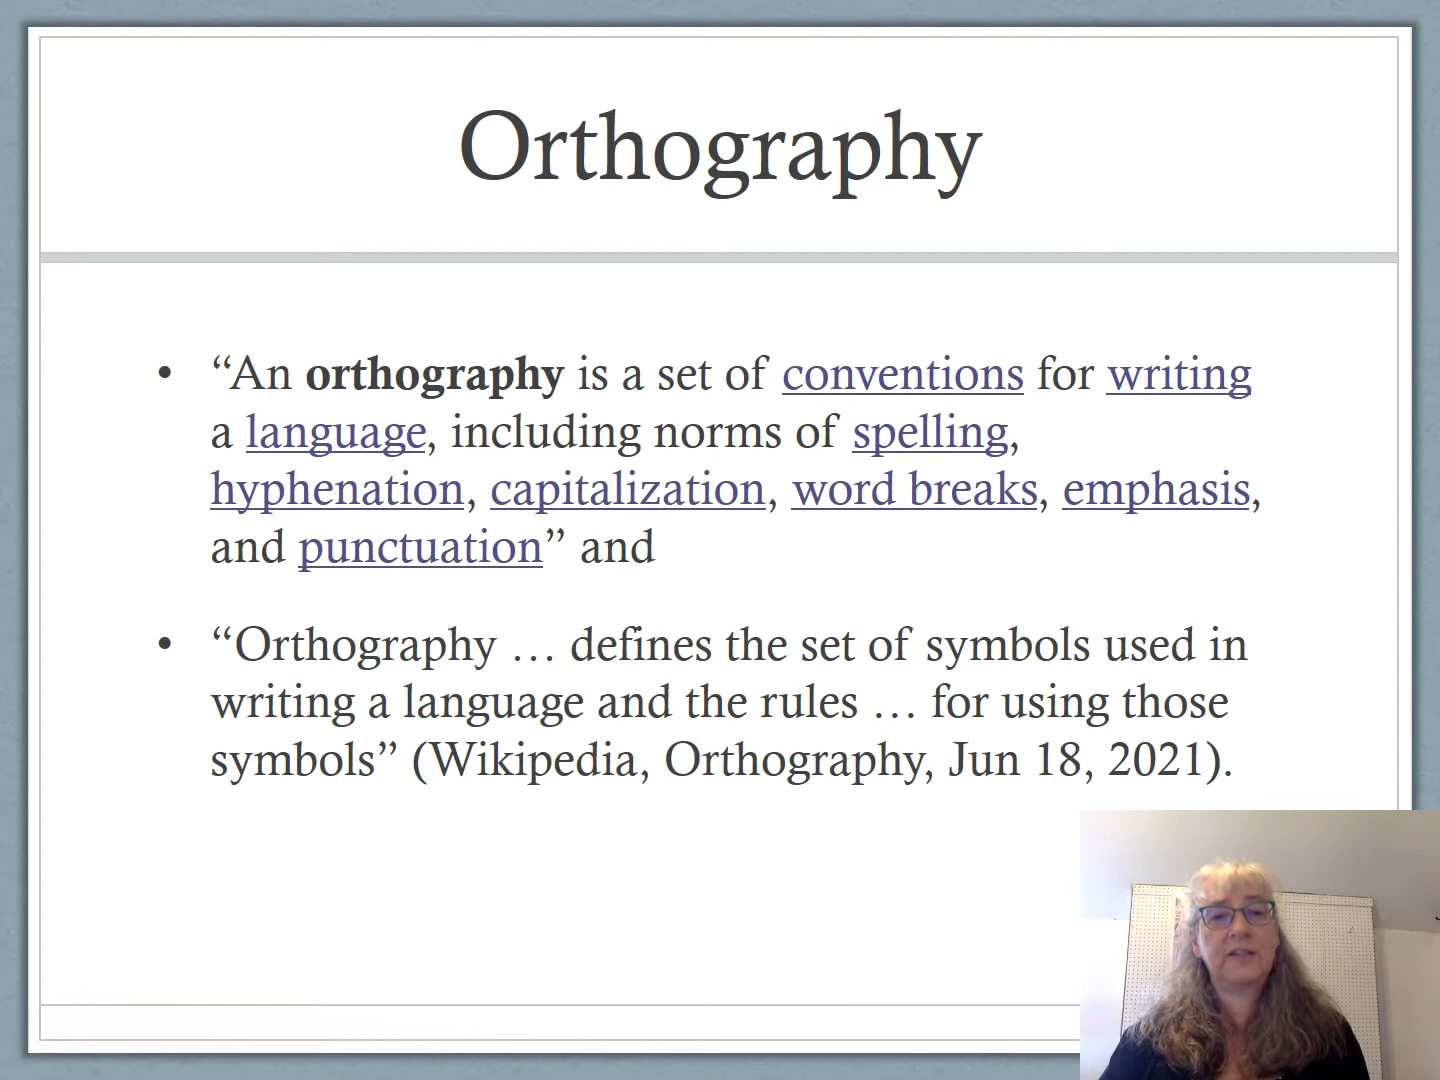 Orthography
• “An orthography is a set of conventions for writing
a language, including norms of spelling,
hyphenation, capitalization, word breaks, emphasis,
and punctuation” and
• “Orthography … defines the set of symbols used in
writing a language and the rules … for using those
symbols” (Wikipedia, Orthography, Jun 18, 2021).